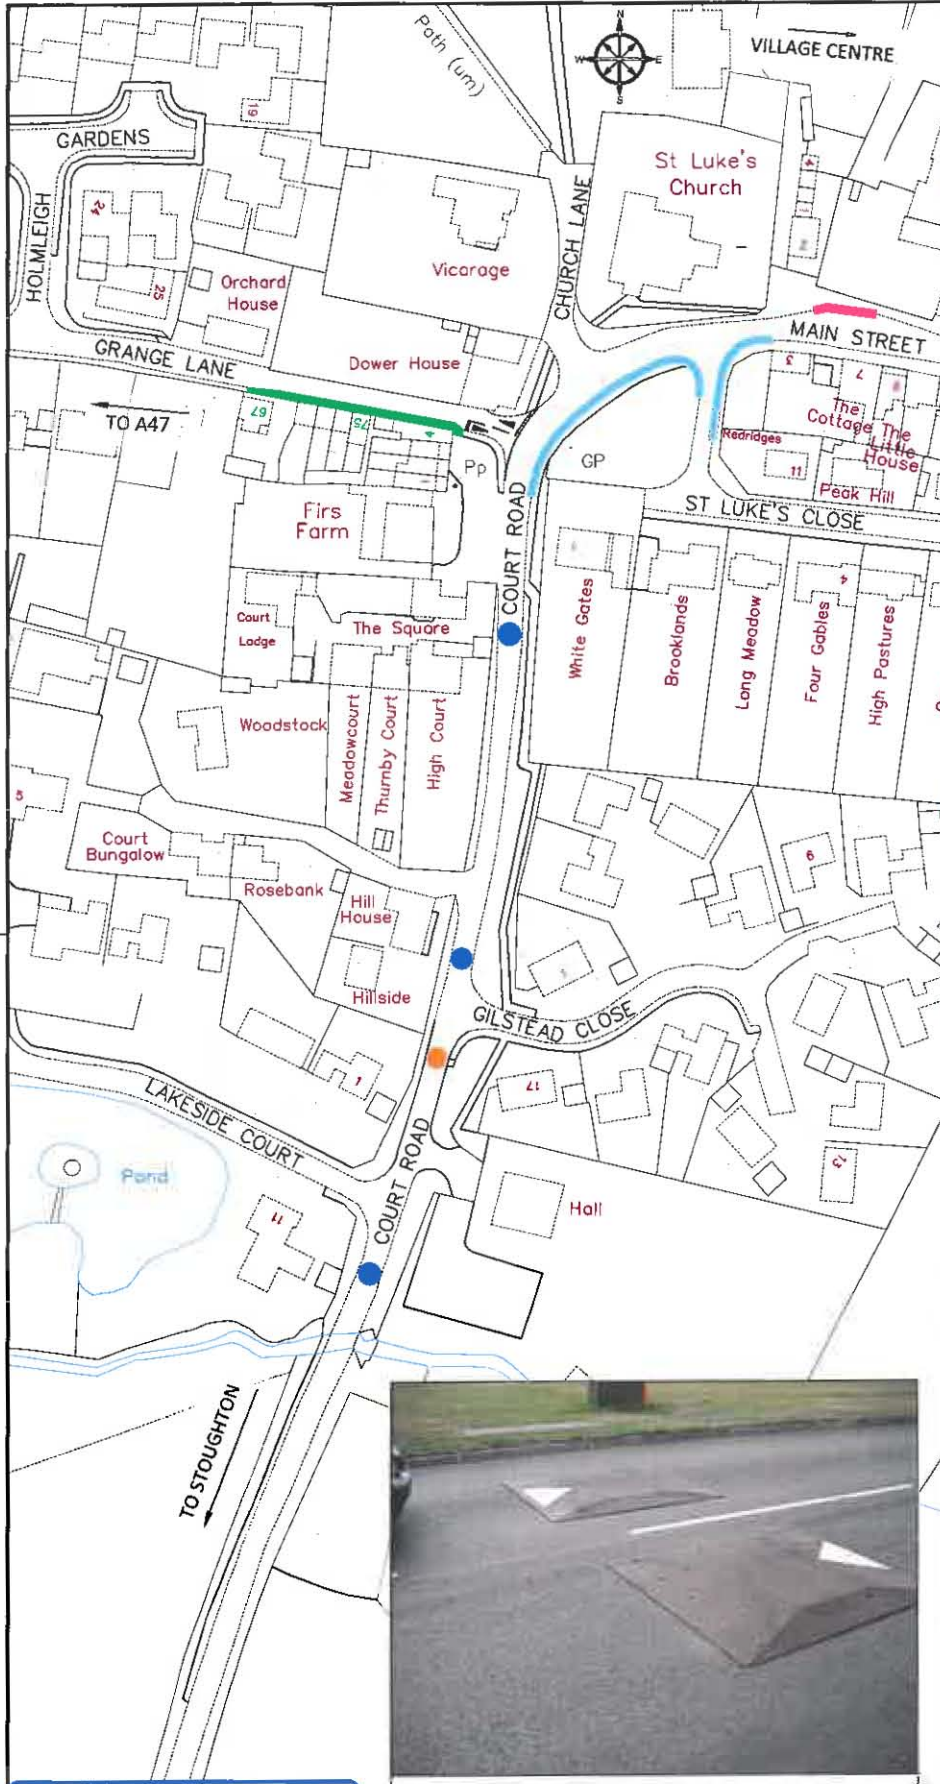 Path (um)
N
W
E
S
VILLAGE CENTRE
19
GARDENS
HOLMLEIGH
24
25
Orchard
House
Vicarage
CHURCH LANE
St Luke's
Church
4
1
MAIN STREET
GRANGE LANE
Dower House
TO A47
67
75
4
Pp
GP
3
7
The
Cottage
The
Little
House
Redridges
11
Peak Hill
ST LUKE'S CLOSE
Firs
Farm
COURT ROAD
Court
Lodge
The Square
White Gates
Brooklands
Long Meadow
Four Gables
4
High Pastures
Woodstock
Meadowcourt
Thurnby Court
High Court
5
Court
Bungalow
Rosebank
Hill
House
9
Hillside
GILSTEAD CLOSE
1
17
LAKESIDE COURT
COURT ROAD
13
Pond
11
Hall
TO STOUGHTON